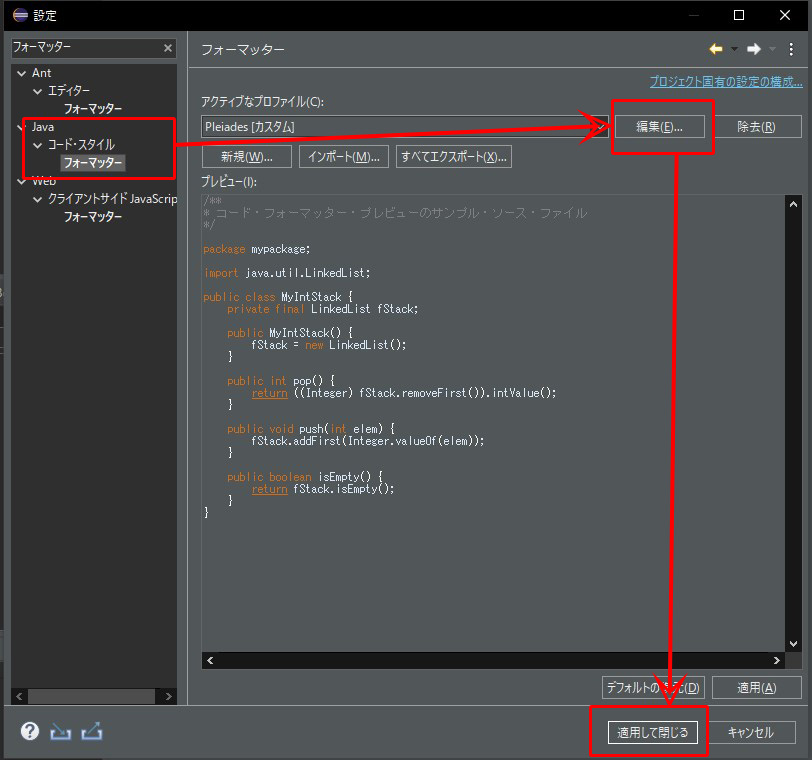 設定
フォーマッター
Ant
エディター
フォーマッター
Java
コード・スタイル
フォーマッター
Web
クライアントサイド JavaScrip
フォーマッター
フォーマッター
プロジェクト固有の設定の構成...
アクティブなプロファイル(C):
Pleiades [カスタム]
編集(E)...
除去(R)
新規(W)...
インポート(M)...
すべてエクスポート(X)...
プレビュー(I):
/**
* コード・フォーマッター・プレビューのサンプル・ソース・ファイル
*/
package mypackage;
import java.util.LinkedList;
public class MyIntStack {
private final LinkedList fStack;
public MyIntStack() {
fStack = new LinkedList();
}
public int pop() {
return ((Integer) fStack.removeFirst()).intValue();
}
public void push(int elem) {
fStack.addFirst(Integer.valueOf(elem));
}
public boolean isEmpty() {
return fStack.isEmpty();
}
}
デフォルトの復元(D)
適用(A)
適用して閉じる
キャンセル